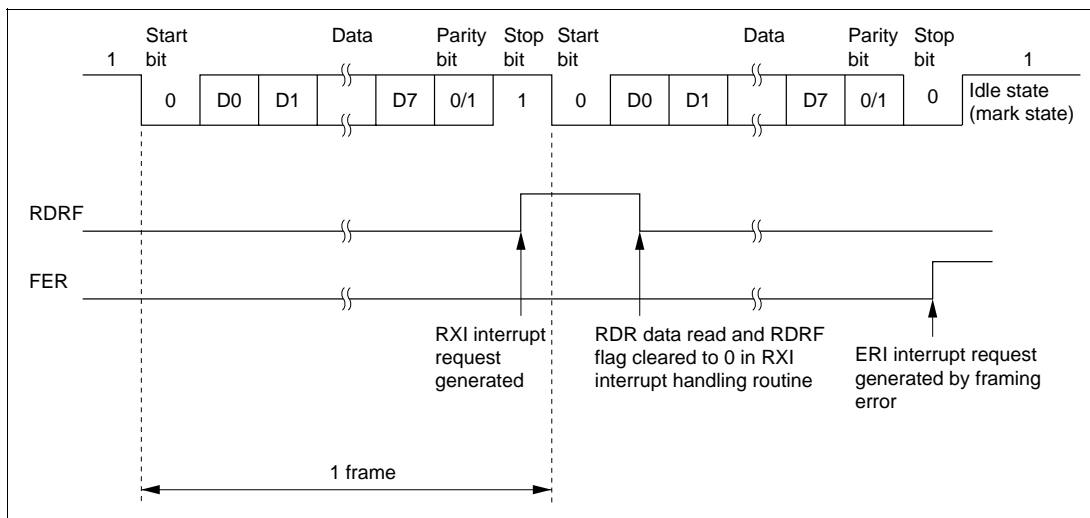 1
Start
bit
Data
Parity
bit
Stop
bit
Start
bit
Data
Parity
bit
Stop
bit
1
0
D0
D1
D7
0/1
1
0
D0
D1
D7
0/1
0
Idle state
(mark state)
RDRF
FER
RXI interrupt
request
generated
RDR data read and RDRF
flag cleared to 0 in RXI
interrupt handling routine
ERI interrupt request
generated by framing
error
1 frame